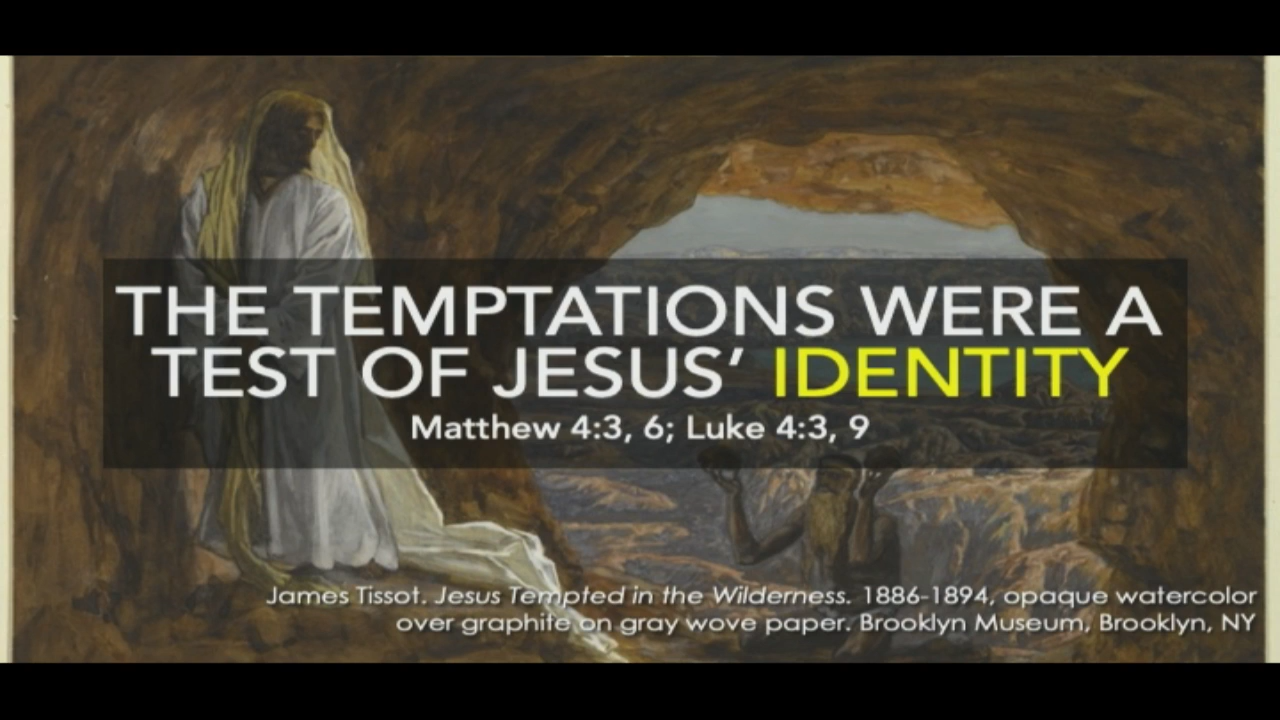 THE TEMPTATIONS WERE A
TEST OF JESUS’ IDENTITY
Matthew 4:3, 6; Luke 4:3, 9
James Tissot. Jesus Tempted in the Wilderness. 1886-1894, opaque watercolor
over graphite on gray wove paper. Brooklyn Museum, Brooklyn, NY